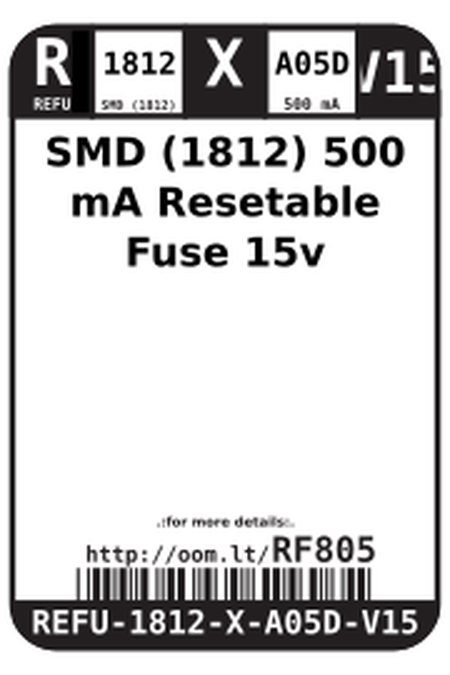 R 1812 X A05D V15
REFU SMD (1812) 500 mA
SMD (1812) 500
mA Resetable
Fuse 15v
.:for more details:.
http://oom.lt/RF805
REFU-1812-X-A05D-V15